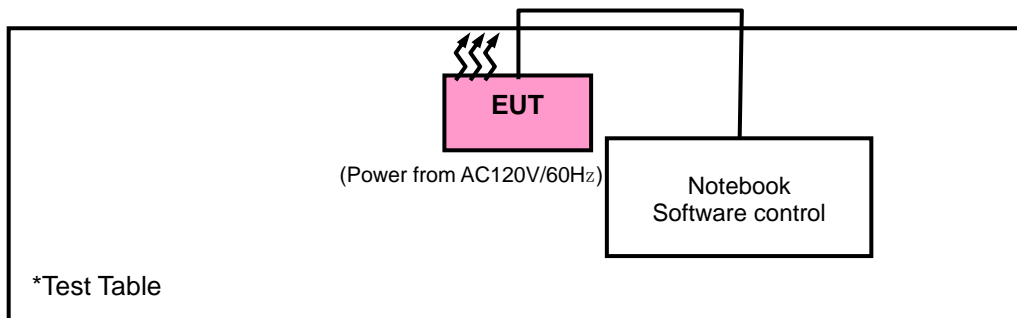 EUT
(Power from AC120V/60Hz)
Notebook
Software control
*Test Table